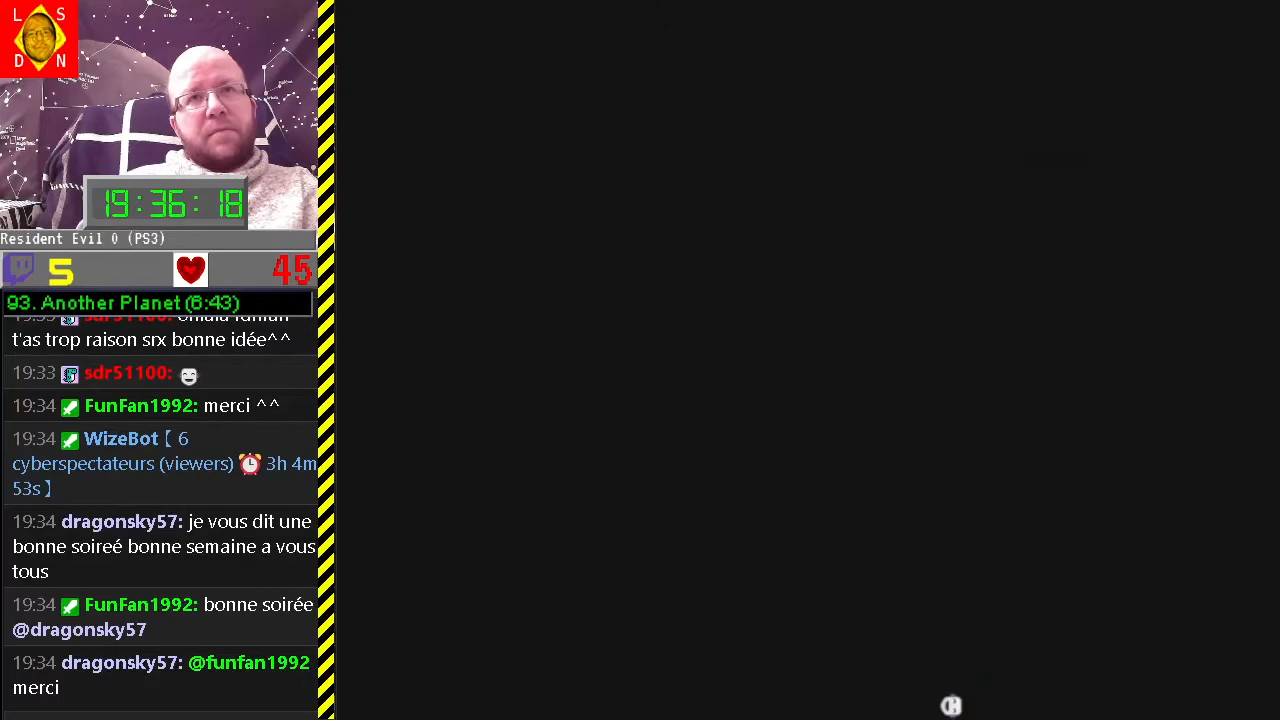 L S
D N
19:36:18
Resident Evil 0 (PS3)
5 45
93. Another Planet (6:43)
t'as trop raison srx bonne idée^^
19:33 sdr51100:
19:34 FunFan1992: merci ^^
19:34 WizeBot【 6
cyberspectateurs (viewers) ⏰ 3h 4m
53s】
19:34 dragonsky57: je vous dit une
bonne soireé bonne semaine a vous
tous
19:34 FunFan1992: bonne soirée
@dragonsky57
19:34 dragonsky57: @funfan1992
merci